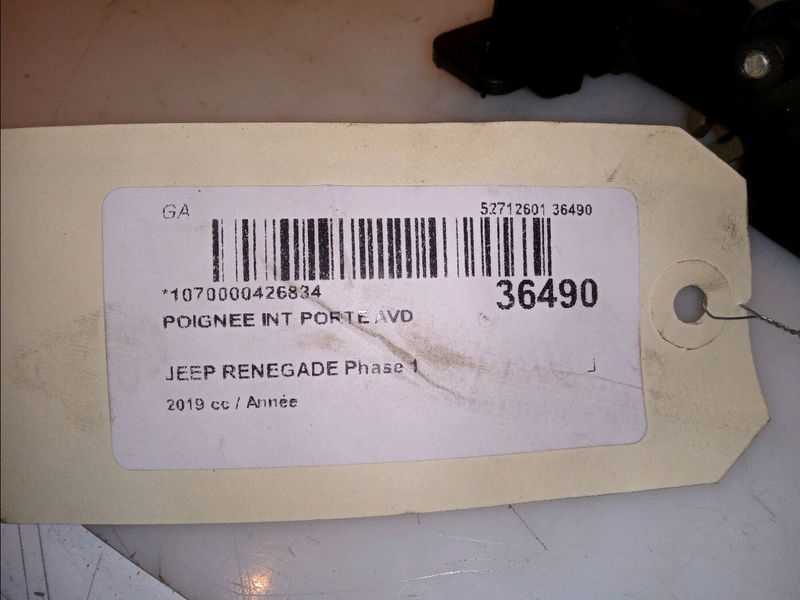 GA 52712601 36490
*1070000426834 36490
POIGNEE INT PORTE AVD
JEEP RENEGADE Phase 1 J
2019 cc / Année